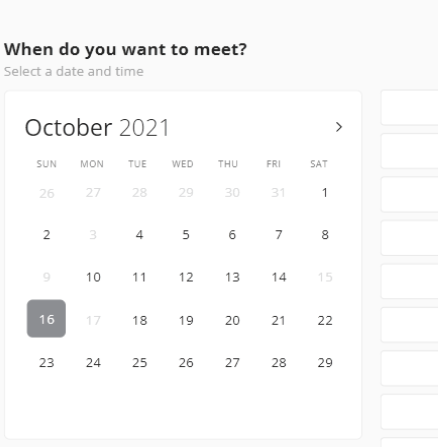 When do you want to meet?
Select a date and time
October 2021
SUN MON TUE WED THU FRI SAT
26 27 28 29 30 31 1
2 3 4 5 6 7 8
9 10 11 12 13 14 15
16 17 18 19 20 21 22
23 24 25 26 27 28 29